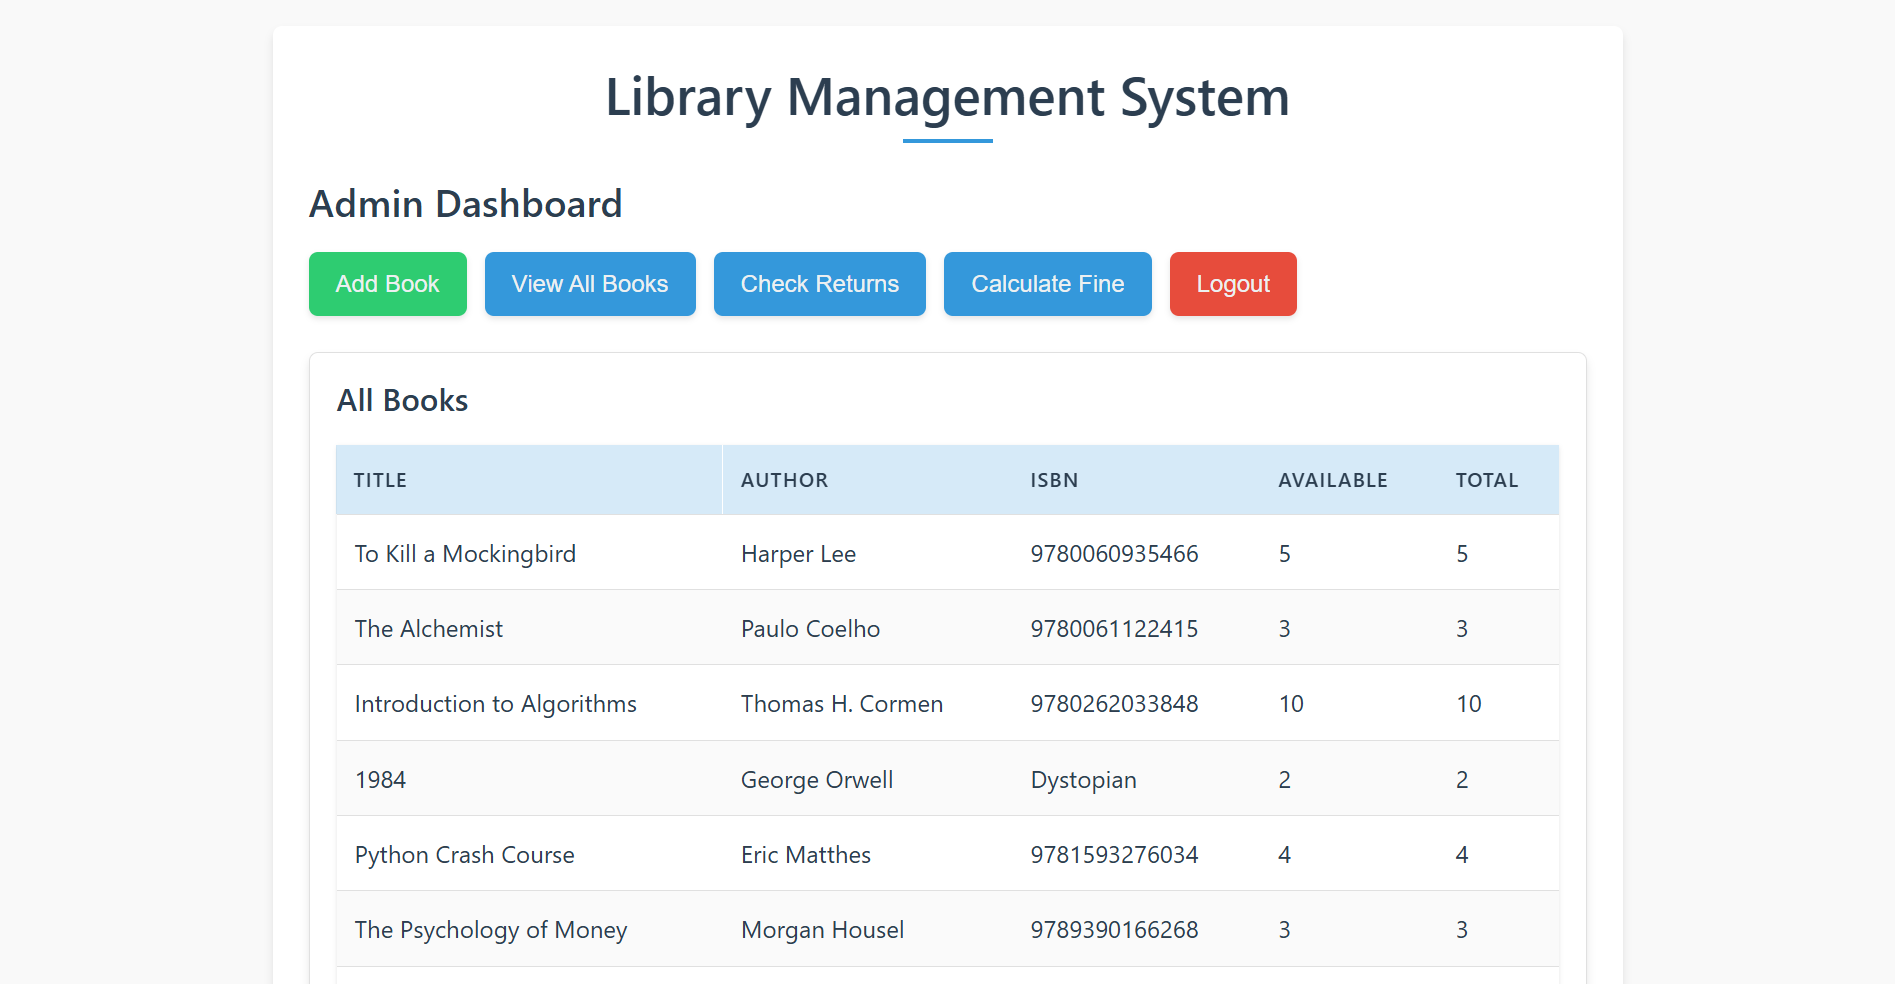 Library Management System
Admin Dashboard
Add Book View All Books Check Returns Calculate Fine Logout
All Books
TITLE AUTHOR ISBN AVAILABLE TOTAL
To Kill a Mockingbird Harper Lee 9780060935466 5 5
The Alchemist Paulo Coelho 9780061122415 3 3
Introduction to Algorithms Thomas H. Cormen 9780262033848 10 10
1984 George Orwell Dystopian 2 2
Python Crash Course Eric Matthes 9781593276034 4 4
The Psychology of Money Morgan Housel 9789390166268 3 3